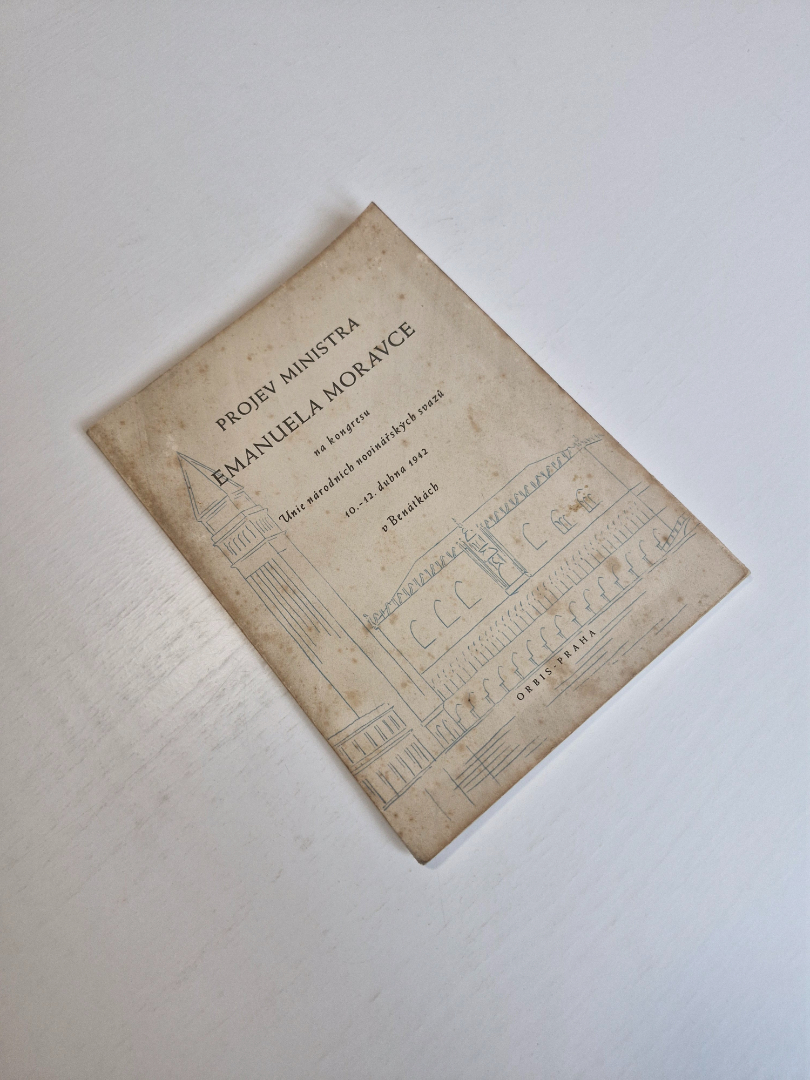 PROJEV MINISTRA
EMANUELA MORAVCE
na kongresu
Unie národních novinářských svazů
10.-12. dubna 1942
v Benátkách
ORBIS-PRAHA